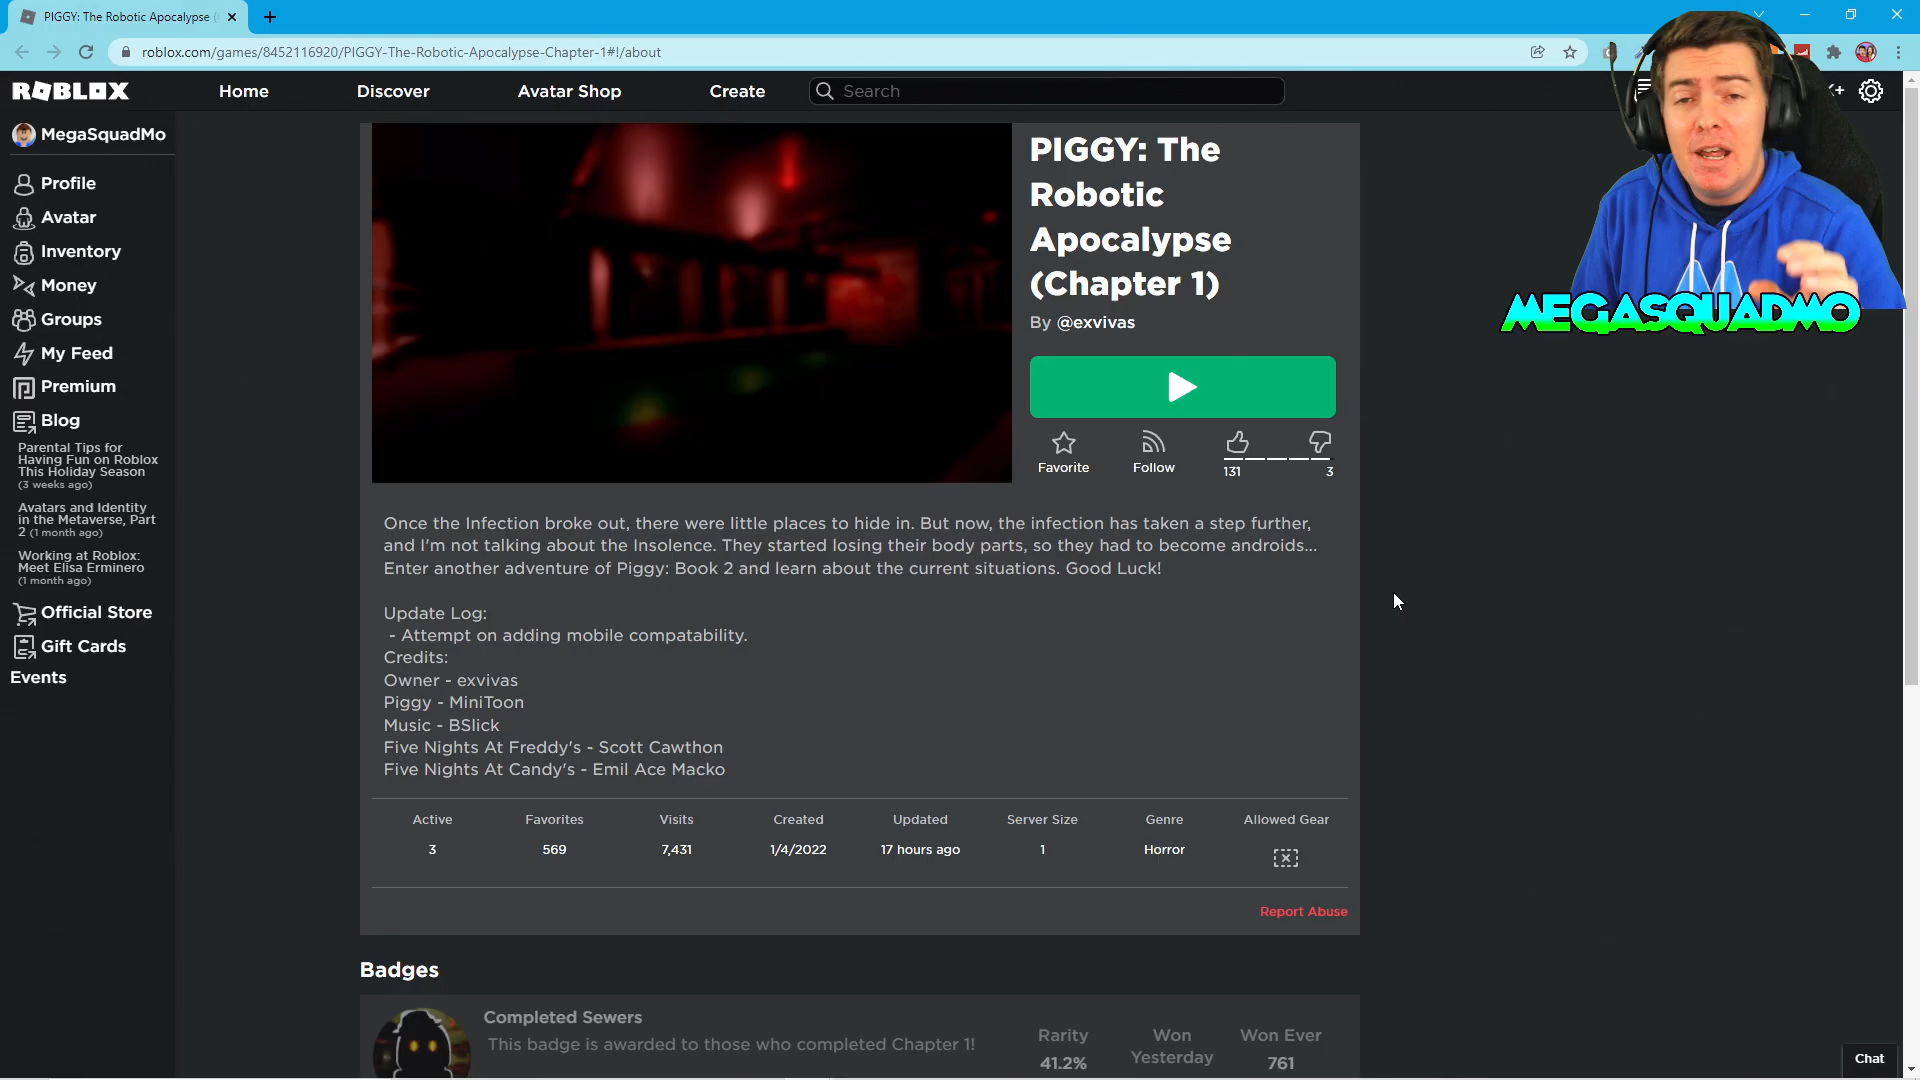 PIGGY: The Robotic Apocalypse (
roblox.com/games/8452116920/PIGGY-The-Robotic-Apocalypse-Chapter-1#!/about
ROBLOX
Home
Discover
Avatar Shop
Create
Search
MegaSquadMo
Profile
Avatar
Inventory
Money
Groups
My Feed
Premium
Blog
Parental Tips for
Having Fun on Roblox
This Holiday Season
(3 weeks ago)
Avatars and Identity
in the Metaverse, Part
2 (1 month ago)
Working at Roblox:
Meet Elisa Erminero
(1 month ago)
Official Store
Gift Cards
Events
PIGGY: The
Robotic
Apocalypse
(Chapter 1)
By @exvivas
Favorite
Follow
131
3
MEGASQUADMO
Once the Infection broke out, there were little places to hide in. But now, the infection has taken a step further,
and I'm not talking about the Insolence. They started losing their body parts, so they had to become androids...
Enter another adventure of Piggy: Book 2 and learn about the current situations. Good Luck!
Update Log:
- Attempt on adding mobile compatability.
Credits:
Owner - exvivas
Piggy - MiniToon
Music - BSlick
Five Nights At Freddy's - Scott Cawthon
Five Nights At Candy's - Emil Ace Macko
Active
Favorites
Visits
Created
Updated
Server Size
Genre
Allowed Gear
3
569
7,431
1/4/2022
17 hours ago
1
Horror
Report Abuse
Badges
Completed Sewers
This badge is awarded to those who completed Chapter 1!
Rarity
41.2%
Won
Yesterday
Won Ever
761
Chat